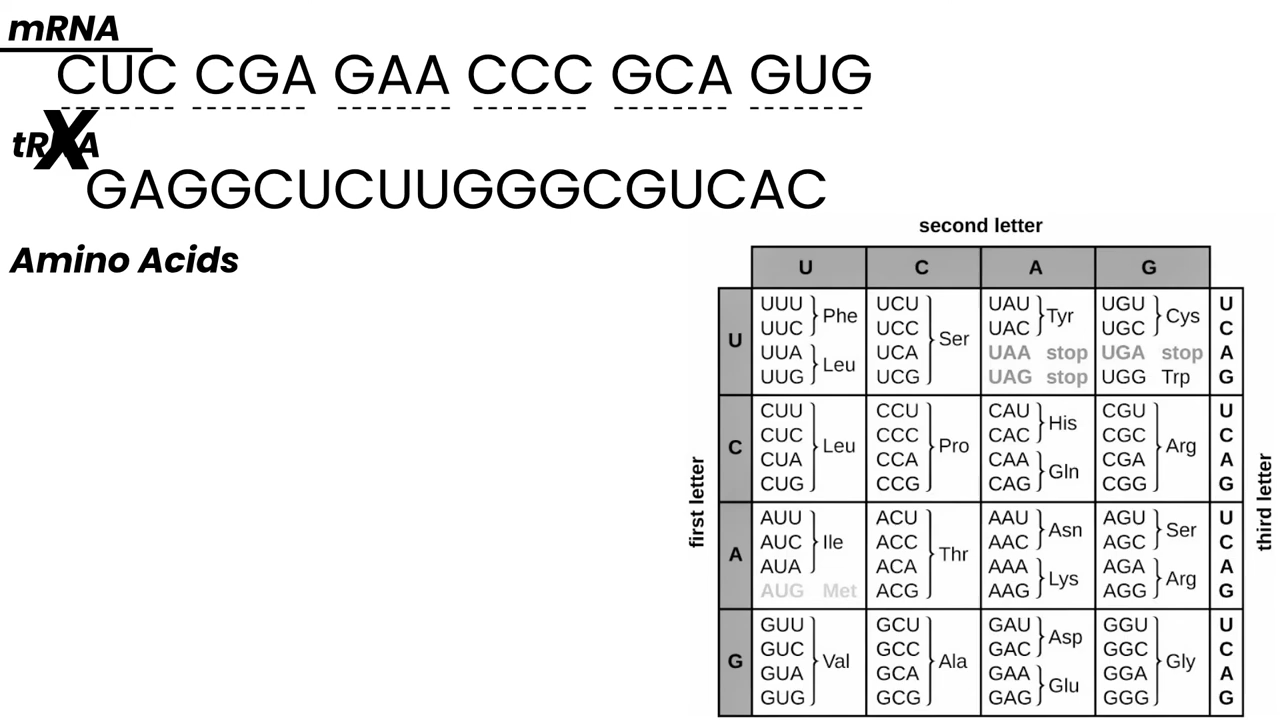 mRNA
CUC CGA GAA CCC GCA GUG
X
GAGGCUCUUGGGCGUCAC
Amino Acids
second letter
U C A G
first letter
third letter
U
UUU Phe UCU Ser UAU Tyr UGU Cys U
UUC UCC UAC UGC C
UUA Leu UCA UAA stop UGA stop A
UUG UCG UAG stop UGG Trp G
C
CUU Leu CCU Pro CAU His CGU Arg U
CUC CCC CAC CGC C
CUA CCA CAA Gln CGA A
CUG CCG CAG CGG G
A
AUU Ile ACU Thr AAU Asn AGU Ser U
AUC ACC AAC AGC C
AUA ACA AAA Lys AGA Arg A
AUG Met ACG AAG AGG G
G
GUU Val GCU Ala GAU Asp GGU Gly U
GUC GCC GAC GGC C
GUA GCA GAA Glu GGA A
GUG GCG GAG GGG G